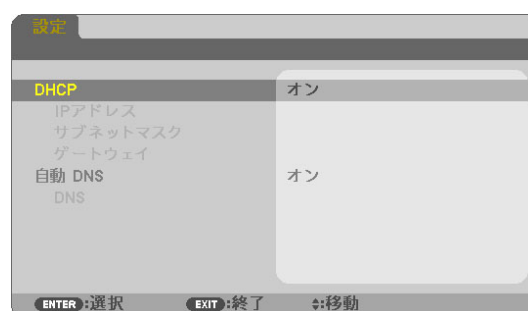 設定
DHCP オン
IPアドレス
サブネットマスク
ゲートウェイ
自動 DNS オン
DNS
ENTER:選択 EXIT:終了 :移動